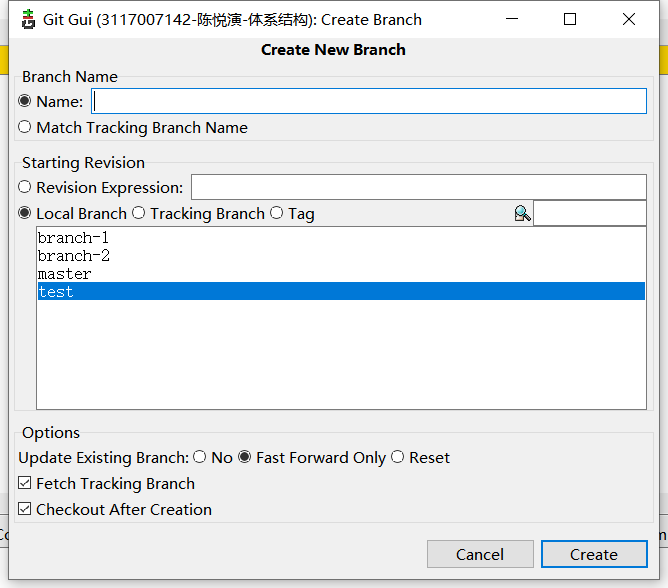 Git Gui (3117007142-陈悦演-体系结构): Create Branch
Create New Branch
Branch Name
Name:
Match Tracking Branch Name
Starting Revision
Revision Expression:
Local Branch Tracking Branch Tag
branch-1
branch-2
master
test
Options
Update Existing Branch: No Fast Forward Only Reset
Fetch Tracking Branch
Checkout After Creation
Cancel Create